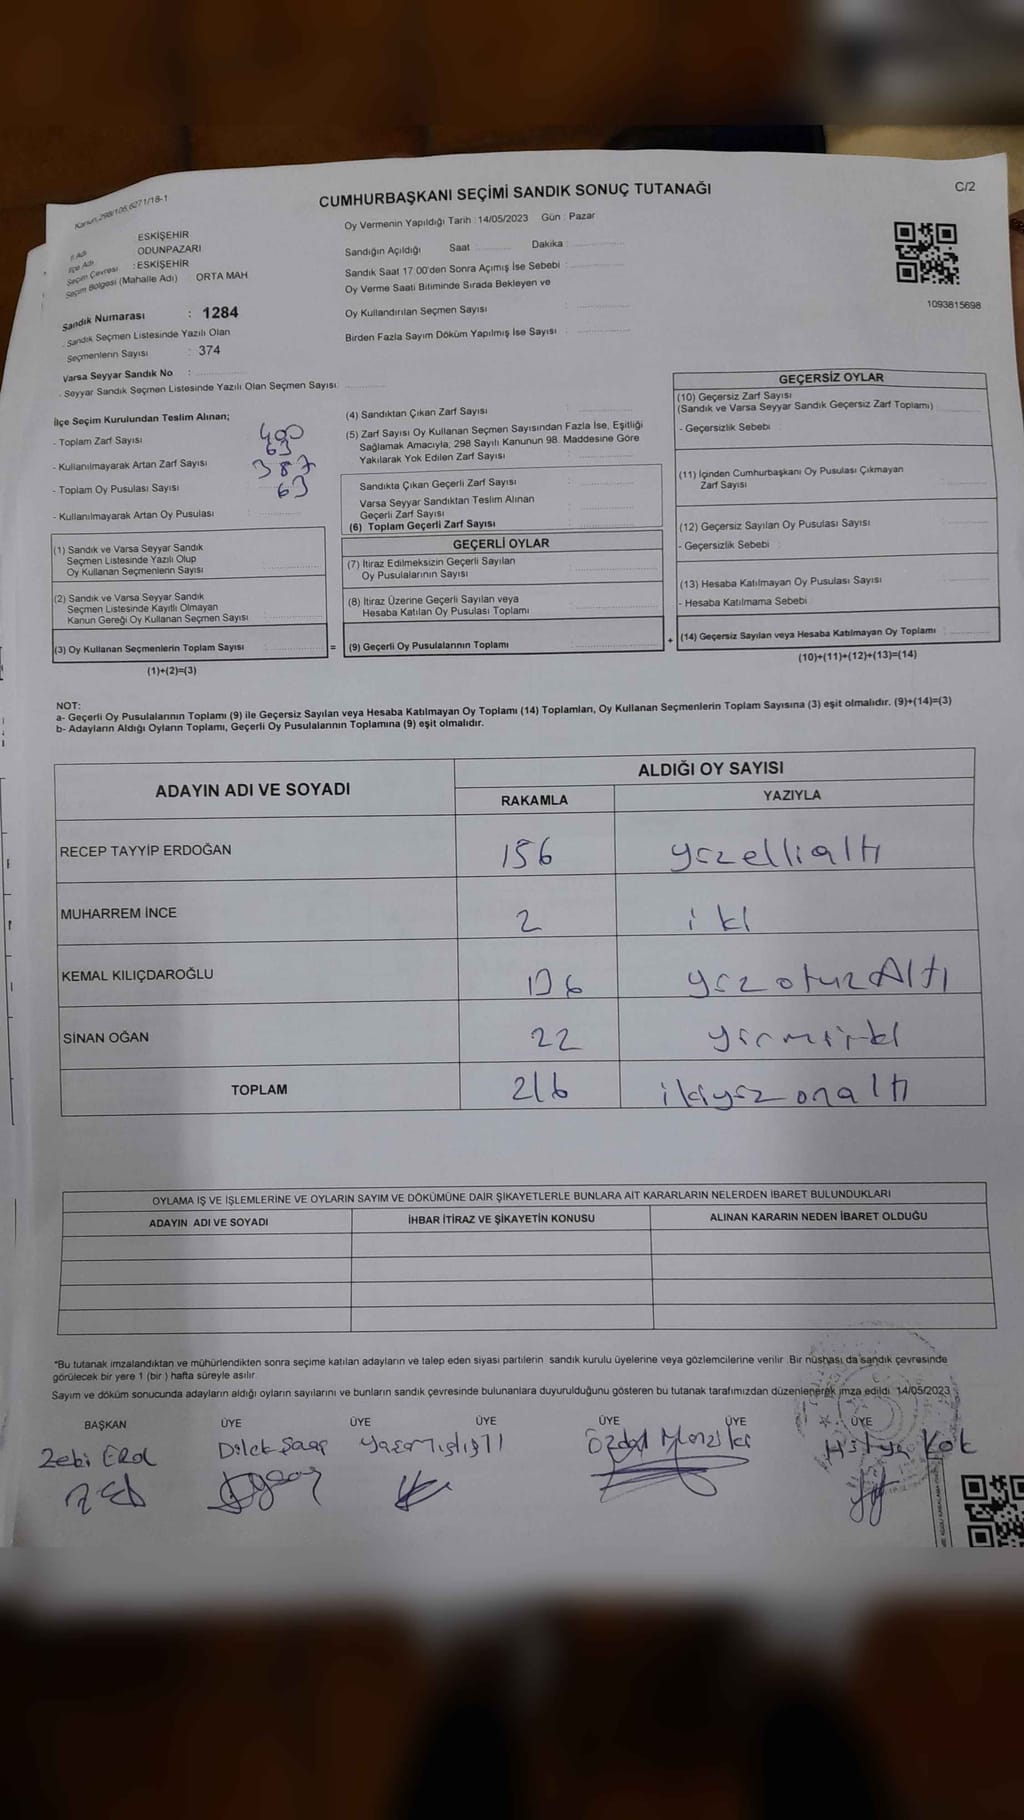 Kanun:298/106;6271/18-1
CUMHURBAŞKANI SEÇİMİ SANDIK SONUÇ TUTANAĞI
C/2
Oy Vermenin Yapıldığı Tarih : 14/05/2023 Gün : Pazar
İl Adı : ESKİŞEHİR
İlçe Adı : ODUNPAZARI
Seçim Çevresi : ESKİŞEHİR
Seçim Bölgesi (Mahalle Adı) : ORTA MAH
Sandık Numarası : 1284
- Sandık Seçmen Listesinde Yazılı Olan
Seçmenlerin Sayısı : 374
Varsa Seyyar Sandık No :
- Seyyar Sandık Seçmen Listesinde Yazılı Olan Seçmen Sayısı
Sandığın Açıldığı Saat Dakika :
Sandık Saat 17.00'den Sonra Açımış İse Sebebi :
Oy Verme Saati Bitiminde Sırada Bekleyen ve
Oy Kullandırılan Seçmen Sayısı :
Birden Fazla Sayım Döküm Yapılmış İse Sayısı :
1093815698
İlçe Seçim Kurulundan Teslim Alınan;
- Toplam Zarf Sayısı 400
- Kullanılmayarak Artan Zarf Sayısı 63
- Toplam Oy Pusulası Sayısı 387
- Kullanılmayarak Artan Oy Pusulası : 63
(1) Sandık ve Varsa Seyyar Sandık
Seçmen Listesinde Yazılı Olup
Oy Kullanan Seçmenlerin Sayısı
(2) Sandık ve Varsa Seyyar Sandık
Seçmen Listesinde Kayıtlı Olmayan
Kanun Gereği Oy Kullanan Seçmen Sayısı
(3) Oy Kullanan Seçmenlerin Toplam Sayısı
=
(1)+(2)=(3)
(4) Sandıktan Çıkan Zarf Sayısı :
(5) Zarf Sayısı Oy Kullanan Seçmen Sayısından Fazla İse, Eşitliği
Sağlamak Amacıyla, 298 Sayılı Kanunun 98. Maddesine Göre
Yakılarak Yok Edilen Zarf Sayısı :
Sandıkta Çıkan Geçerli Zarf Sayısı
Varsa Seyyar Sandıktan Teslim Alınan
Geçerli Zarf Sayısı
(6) Toplam Geçerli Zarf Sayısı
GEÇERLİ OYLAR
(7) İtiraz Edilmeksizin Geçerli Sayılan
Oy Pusulalarının Sayısı
(8) İtiraz Üzerine Geçerli Sayılan veya
Hesaba Katılan Oy Pusulası Toplamı
(9) Geçerli Oy Pusulalarının Toplamı
+
GEÇERSİZ OYLAR
(10) Geçersiz Zarf Sayısı
(Sandık ve Varsa Seyyar Sandık Geçersiz Zarf Toplamı)
- Geçersizlik Sebebi :
(11) İçinden Cumhurbaşkanı Oy Pusulası Çıkmayan
Zarf Sayısı
(12) Geçersiz Sayılan Oy Pusulası Sayısı
- Geçersizlik Sebebi :
(13) Hesaba Katılmayan Oy Pusulası Sayısı
- Hesaba Katılmama Sebebi :
(14) Geçersiz Sayılan veya Hesaba Katılmayan Oy Toplamı
(10)+(11)+(12)+(13)=(14)
NOT:
a- Geçerli Oy Pusulalarının Toplamı (9) ile Geçersiz Sayılan veya Hesaba Katılmayan Oy Toplamı (14) Toplamları, Oy Kullanan Seçmenlerin Toplam Sayısına (3) eşit olmalıdır. (9)+(14)=(3)
b- Adayların Aldığı Oyların Toplamı, Geçerli Oy Pusulalarının Toplamına (9) eşit olmalıdır.
ADAYIN ADI VE SOYADI
ALDIĞI OY SAYISI
RAKAMLA YAZIYLA
RECEP TAYYİP ERDOĞAN 156 yüzellialtı
MUHARREM İNCE 2 iki
KEMAL KILIÇDAROĞLU 136 yüzotuzAltı
SİNAN OĞAN 22 yirmiiki
TOPLAM 216 ikiyüzonaltı
OYLAMA İŞ VE İŞLEMLERİNE VE OYLARIN SAYIM VE DÖKÜMÜNE DAİR ŞİKAYETLERLE BUNLARA AİT KARARLARIN NELERDEN İBARET BULUNDUKLARI
ADAYIN ADI VE SOYADI İHBAR İTİRAZ VE ŞİKAYETİN KONUSU ALINAN KARARIN NEDEN İBARET OLDUĞU
*Bu tutanak imzalandıktan ve mühürlendikten sonra seçime katılan adayların ve talep eden siyasi partilerin sandık kurulu üyelerine veya gözlemcilerine verilir. Bir nüshası da sandık çevresinde
görülecek bir yere 1 (bir) hafta süreyle asılır.
Sayım ve döküm sonucunda adayların aldığı oyların sayılarını ve bunların sandık çevresinde bulunanlara duyurulduğunu gösteren bu tutanak tarafımızdan düzenlenerek imza edildi. 14/05/2023
BAŞKAN ÜYE ÜYE ÜYE ÜYE ÜYE ÜYE
Zebi Dilek Hülya Kok